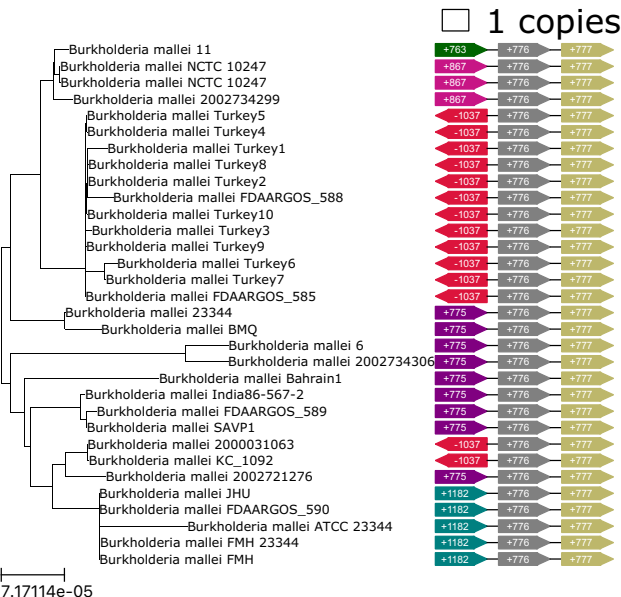 1 copies
Burkholderia mallei 11 +763 +776 +777
Burkholderia mallei NCTC 10247 +867 +776 +777
Burkholderia mallei NCTC 10247 +867 +776 +777
Burkholderia mallei 2002734299 +867 +776 +777
Burkholderia mallei Turkey5 -1037 +776 +777
Burkholderia mallei Turkey4 -1037 +776 +777
Burkholderia mallei Turkey1 -1037 +776 +777
Burkholderia mallei Turkey8 -1037 +776 +777
Burkholderia mallei Turkey2 -1037 +776 +777
Burkholderia mallei FDAARGOS_588 -1037 +776 +777
Burkholderia mallei Turkey10 -1037 +776 +777
Burkholderia mallei Turkey3 -1037 +776 +777
Burkholderia mallei Turkey9 -1037 +776 +777
Burkholderia mallei Turkey6 -1037 +776 +777
Burkholderia mallei Turkey7 -1037 +776 +777
Burkholderia mallei FDAARGOS_585 -1037 +776 +777
Burkholderia mallei 23344 +775 +776 +777
Burkholderia mallei BMQ +775 +776 +777
Burkholderia mallei 6 +775 +776 +777
Burkholderia mallei 2002734306 +775 +776 +777
Burkholderia mallei Bahrain1 +775 +776 +777
Burkholderia mallei India86-567-2 +775 +776 +777
Burkholderia mallei FDAARGOS_589 +775 +776 +777
Burkholderia mallei SAVP1 +775 +776 +777
Burkholderia mallei 2000031063 -1037 +776 +777
Burkholderia mallei KC_1092 -1037 +776 +777
Burkholderia mallei 2002721276 +775 +776 +777
Burkholderia mallei JHU +1182 +776 +777
Burkholderia mallei FDAARGOS_590 +1182 +776 +777
Burkholderia mallei ATCC 23344 +1182 +776 +777
Burkholderia mallei FMH 23344 +1182 +776 +777
Burkholderia mallei FMH +1182 +776 +777
7.17114e-05